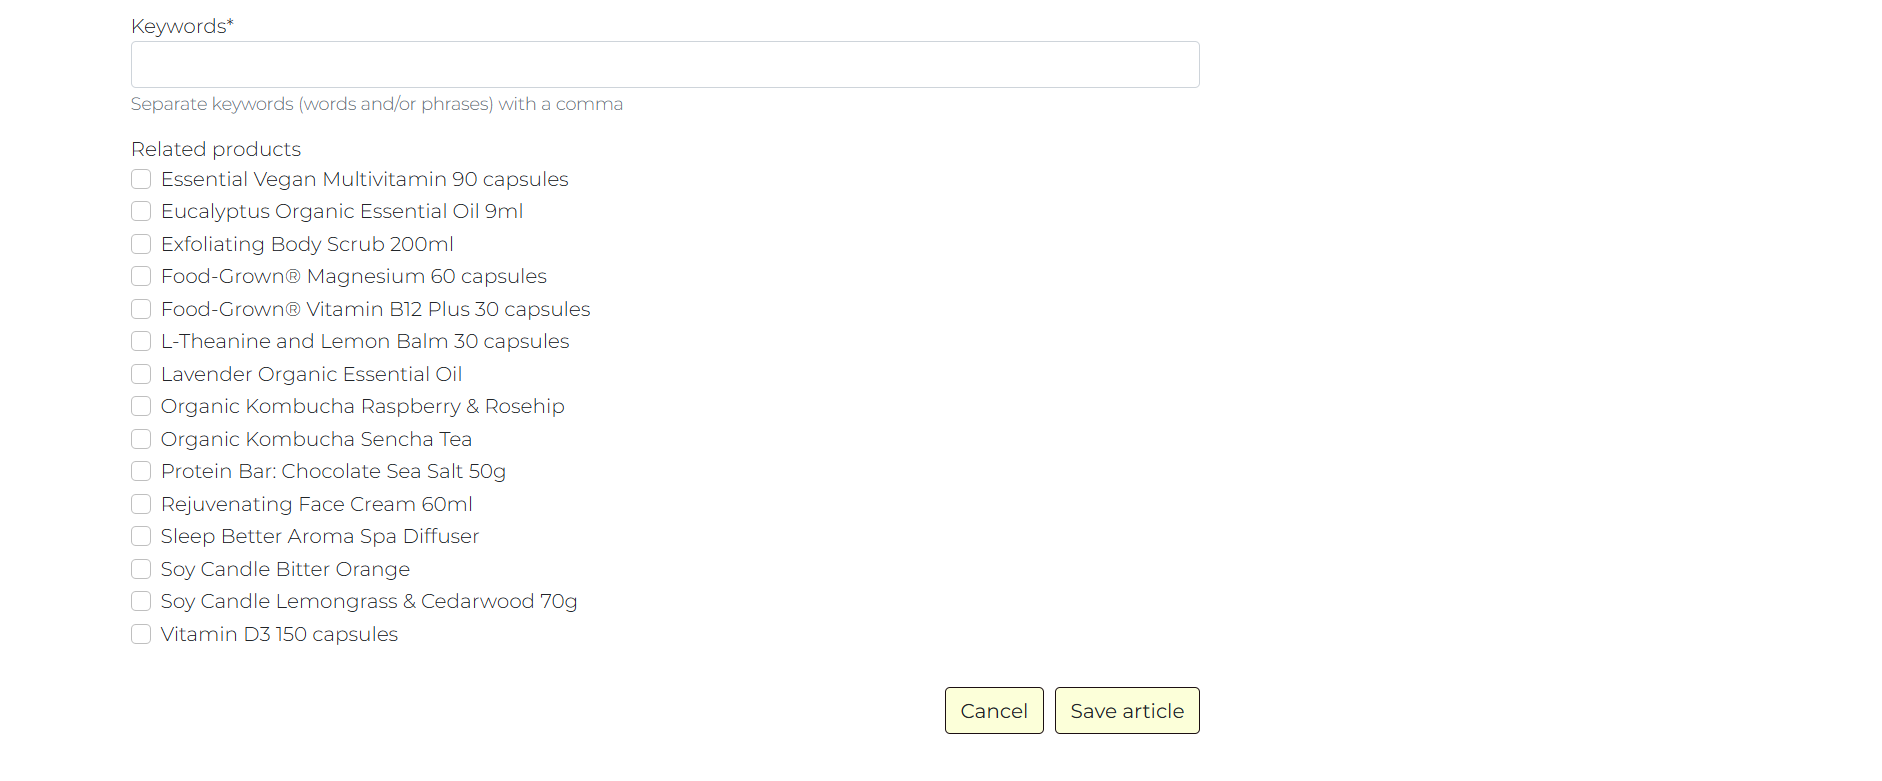 Keywords*
Separate keywords (words and/or phrases) with a comma
Related products
Essential Vegan Multivitamin 90 capsules
Eucalyptus Organic Essential Oil 9ml
Exfoliating Body Scrub 200ml
Food-Grown® Magnesium 60 capsules
Food-Grown® Vitamin B12 Plus 30 capsules
L-Theanine and Lemon Balm 30 capsules
Lavender Organic Essential Oil
Organic Kombucha Raspberry & Rosehip
Organic Kombucha Sencha Tea
Protein Bar: Chocolate Sea Salt 50g
Rejuvenating Face Cream 60ml
Sleep Better Aroma Spa Diffuser
Soy Candle Bitter Orange
Soy Candle Lemongrass & Cedarwood 70g
Vitamin D3 150 capsules
Cancel Save article